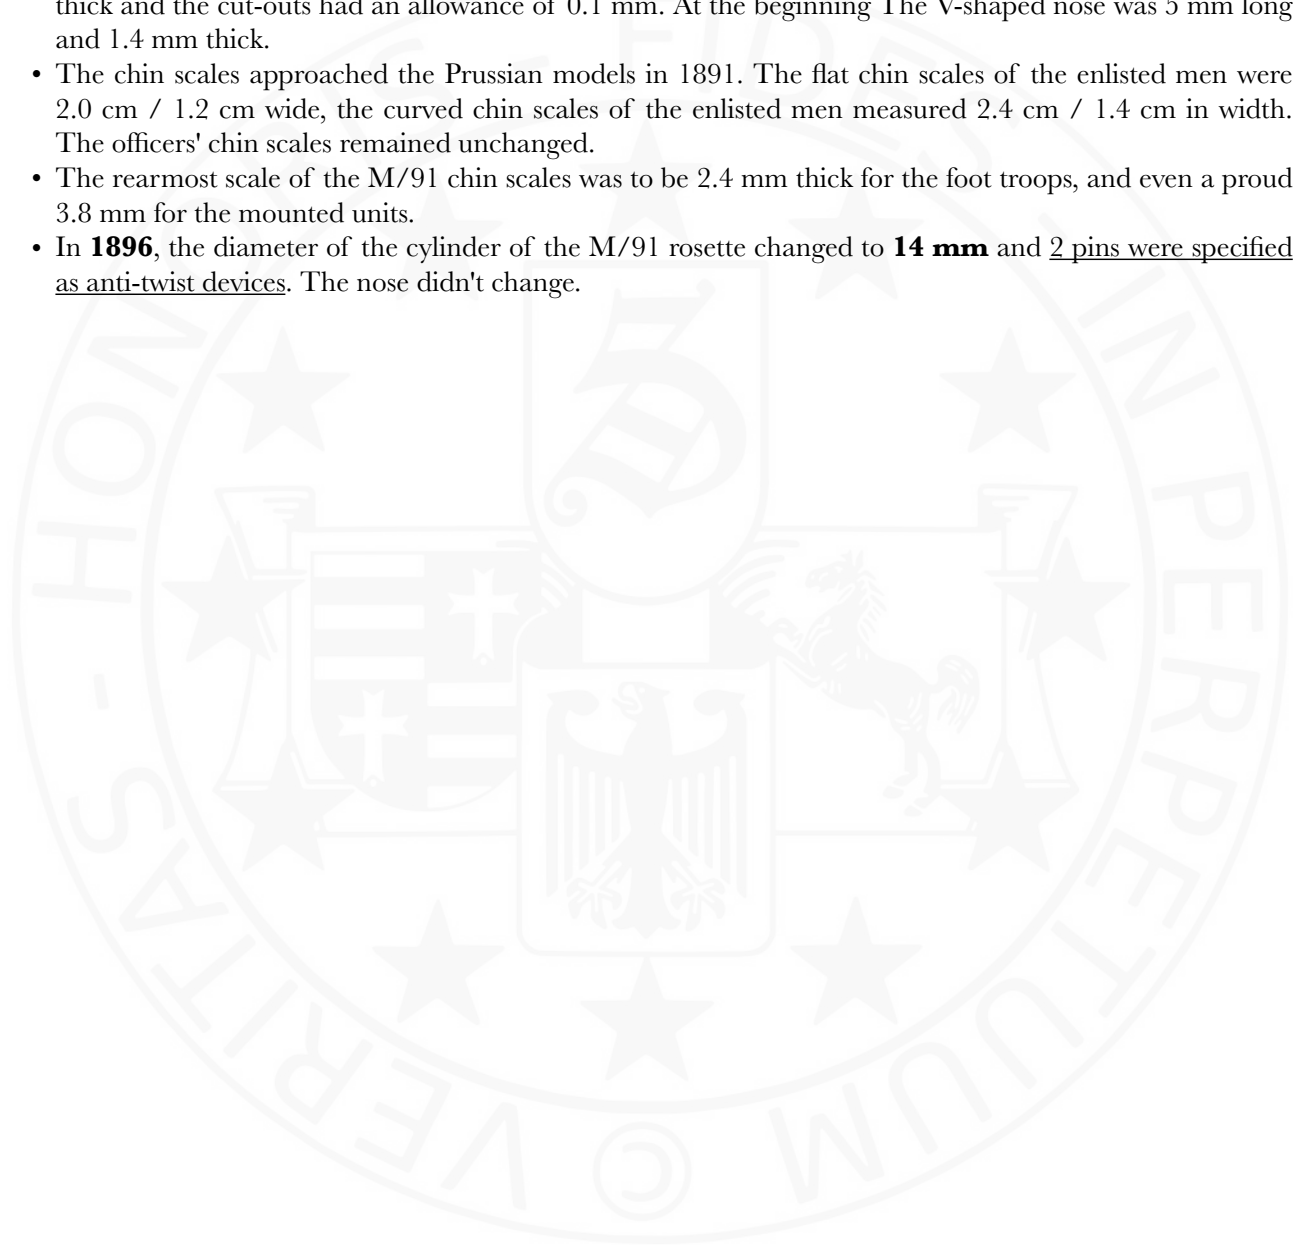 thick and the cut-outs had an allowance of 0.1 mm. At the beginning The V-shaped nose was 5 mm long
and 1.4 mm thick.
• The chin scales approached the Prussian models in 1891. The flat chin scales of the enlisted men were
2.0 cm / 1.2 cm wide, the curved chin scales of the enlisted men measured 2.4 cm / 1.4 cm in width.
The officers' chin scales remained unchanged.
• The rearmost scale of the M/91 chin scales was to be 2.4 mm thick for the foot troops, and even a proud
3.8 mm for the mounted units.
• In 1896, the diameter of the cylinder of the M/91 rosette changed to 14 mm and 2 pins were specified
as anti-twist devices. The nose didn't change.
VERITAS - HONORIS - FIDES - IN PERPETUUM ©
S